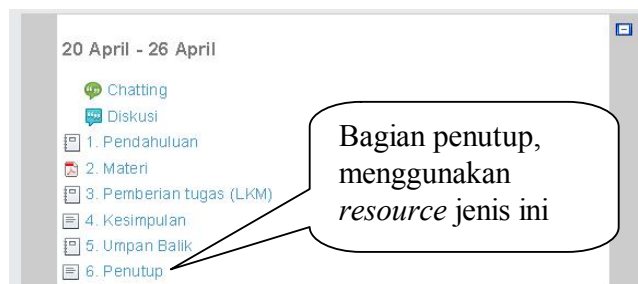 20 April - 26 April
Chatting
Diskusi
1. Pendahuluan
2. Materi
3. Pemberian tugas (LKM)
4. Kesimpulan
5. Umpan Balik
6. Penutup
Bagian penutup,
menggunakan
resource jenis ini